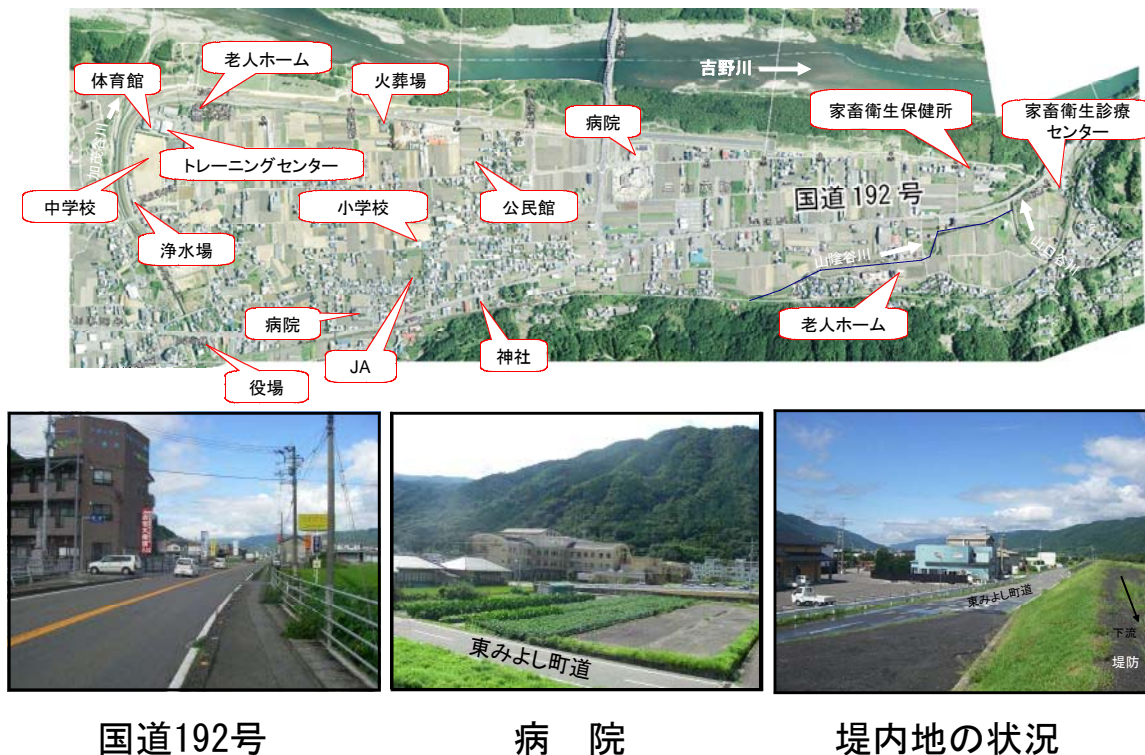 吉野川
老人ホーム
体育館
火葬場
病院
家畜衛生保健所
家畜衛生診療
センター
加茂谷川
トレーニングセンター
中学校
小学校
公民館
国道192号
浄水場
山陰谷川
山口谷川
病院
老人ホーム
JA
神社
役場
東みよし町道
東みよし町道
下流
堤防
国道192号
病 院
堤内地の状況